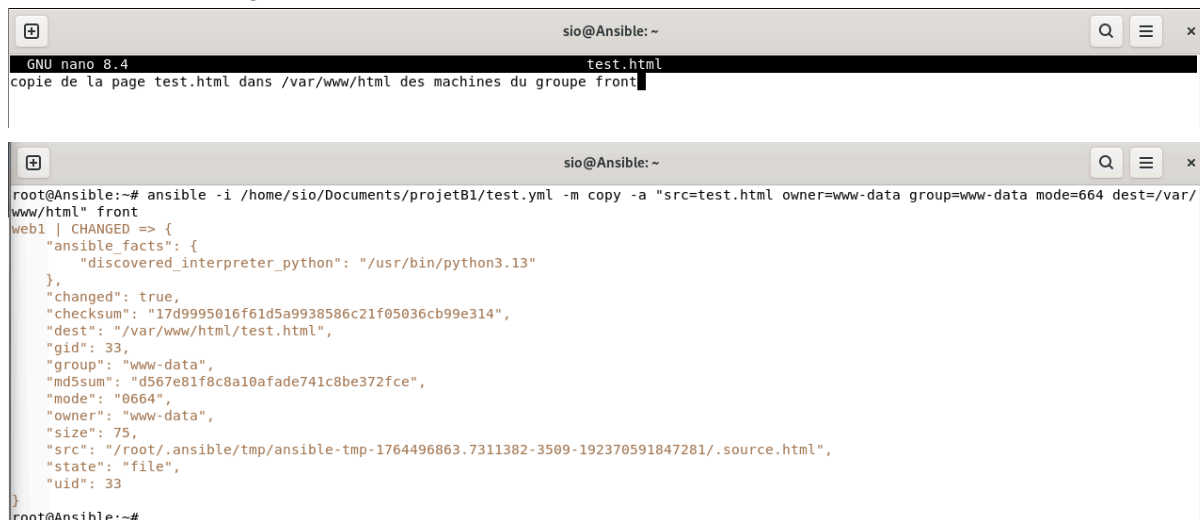 sio@Ansible: ~
GNU nano 8.4 test.html
copie de la page test.html dans /var/www/html des machines du groupe front
sio@Ansible: ~
root@Ansible:~# ansible -i /home/sio/Documents/projetB1/test.yml -m copy -a "src=test.html owner=www-data group=www-data mode=664 dest=/var/
www/html" front
web1 | CHANGED => {
    "ansible_facts": {
        "discovered_interpreter_python": "/usr/bin/python3.13"
    },
    "changed": true,
    "checksum": "17d9995016f61d5a9938586c21f05036cb99e314",
    "dest": "/var/www/html/test.html",
    "gid": 33,
    "group": "www-data",
    "md5sum": "d567e81f8c8a10afade741c8be372fce",
    "mode": "0664",
    "owner": "www-data",
    "size": 75,
    "src": "/root/.ansible/tmp/ansible-tmp-1764496863.7311382-3509-192370591847281/.source.html",
    "state": "file",
    "uid": 33
}
root@Ansible:~#